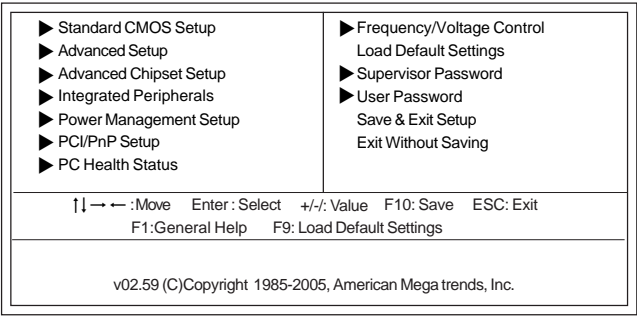 ▶ Standard CMOS Setup
▶ Advanced Setup
▶ Advanced Chipset Setup
▶ Integrated Peripherals
▶ Power Management Setup
▶ PCI/PnP Setup
▶ PC Health Status
▶ Frequency/Voltage Control
Load Default Settings
▶ Supervisor Password
▶ User Password
Save & Exit Setup
Exit Without Saving
↑↓→←:Move Enter : Select +/-/: Value F10: Save ESC: Exit
F1:General Help F9: Load Default Settings
v02.59 (C)Copyright 1985-2005, American Mega trends, Inc.